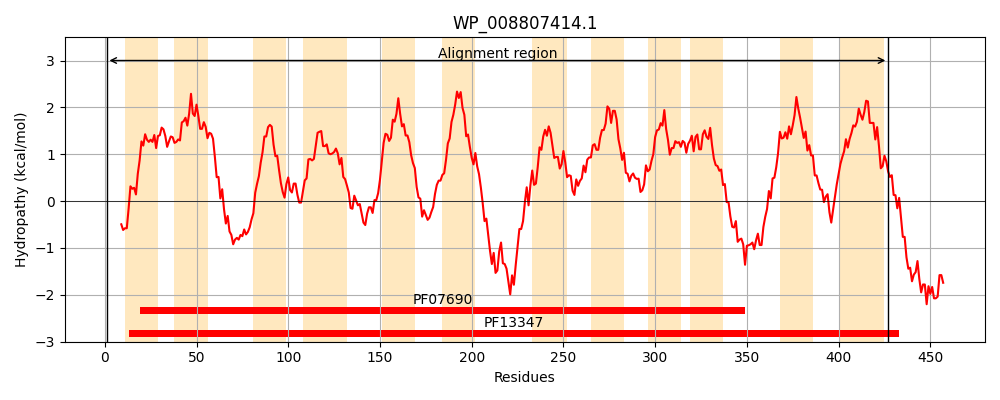 WP_008807414.1
Alignment region
Hydropathy (kcal/mol)
3
2
1
0
−1
−2
−3
PF07690
PF13347
0 50 100 150 200 250 300 350 400 450
Residues